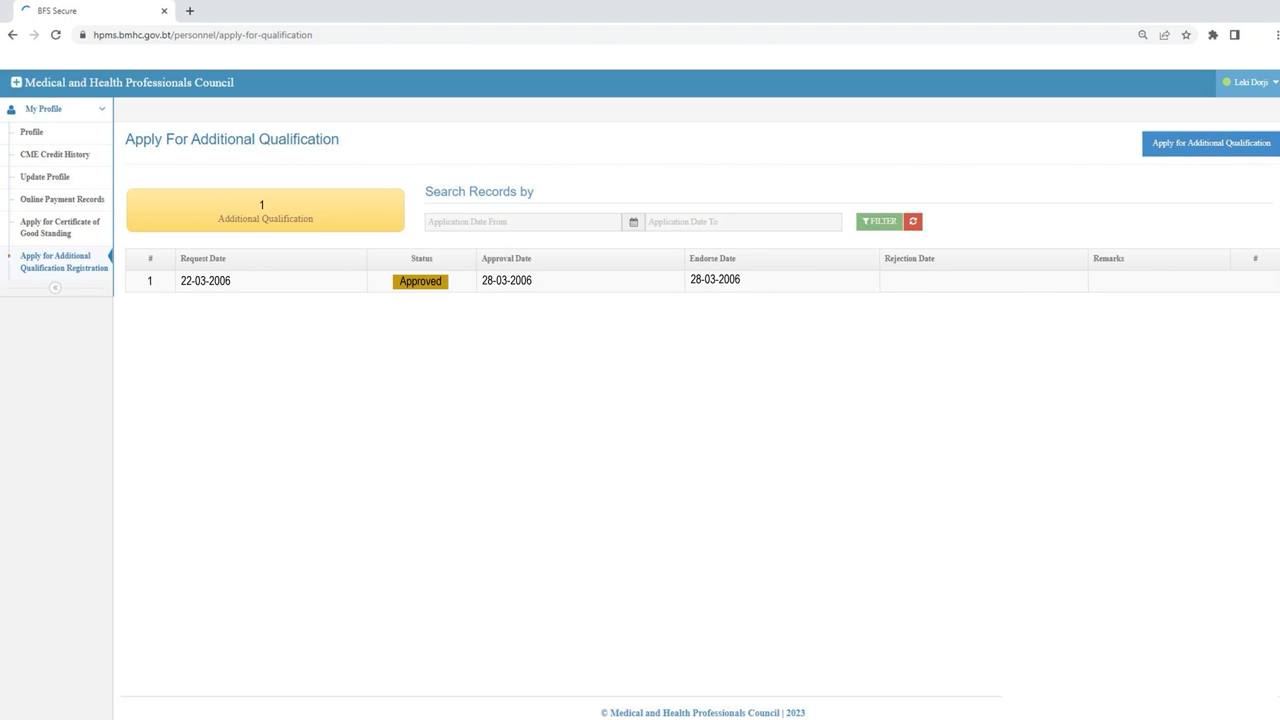 BFS Secure
hpms.bmhc.gov.bt/personnel/apply-for-qualification
Medical and Health Professionals Council
Leki Dorji
My Profile
Profile
CME Credit History
Update Profile
Online Payment Records
Apply for Certificate of
Good Standing
Apply for Additional
Qualification Registration
Apply For Additional Qualification
Apply for Additional Qualification
1
Additional Qualification
Search Records by
Application Date From
Application Date To
FILTER
# Request Date Status Approval Date Endorse Date Rejection Date Remarks #
1 22-03-2006 Approved 28-03-2006 28-03-2006
© Medical and Health Professionals Council | 2023